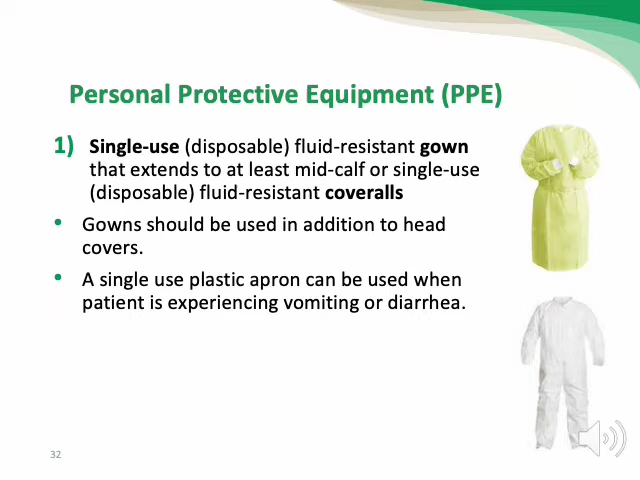 Personal Protective Equipment (PPE)
1) Single-use (disposable) fluid-resistant gown
that extends to at least mid-calf or single-use
(disposable) fluid-resistant coveralls
• Gowns should be used in addition to head
covers.
• A single use plastic apron can be used when
patient is experiencing vomiting or diarrhea.
32